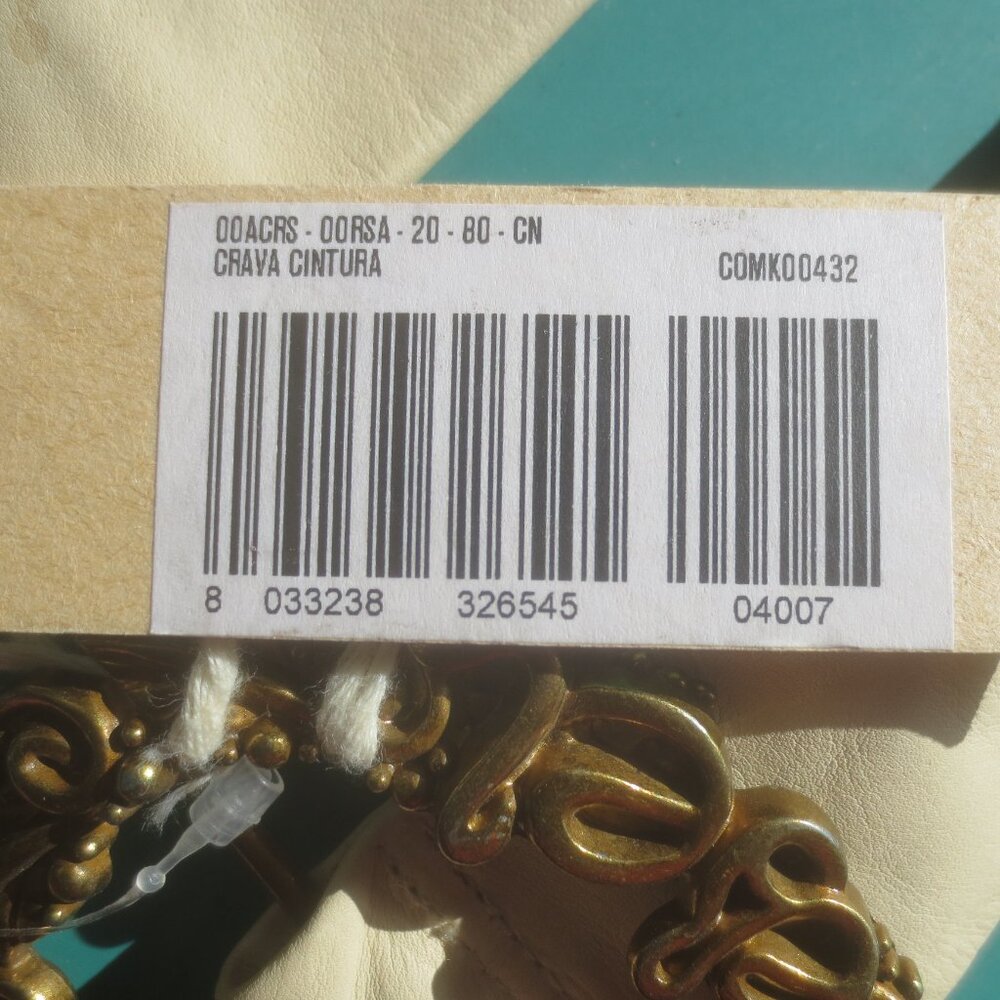 00ACRS - 00RSA - 20 - 80 - CN
CRAVA CINTURA
COMK00432
8 033238 326545 04007